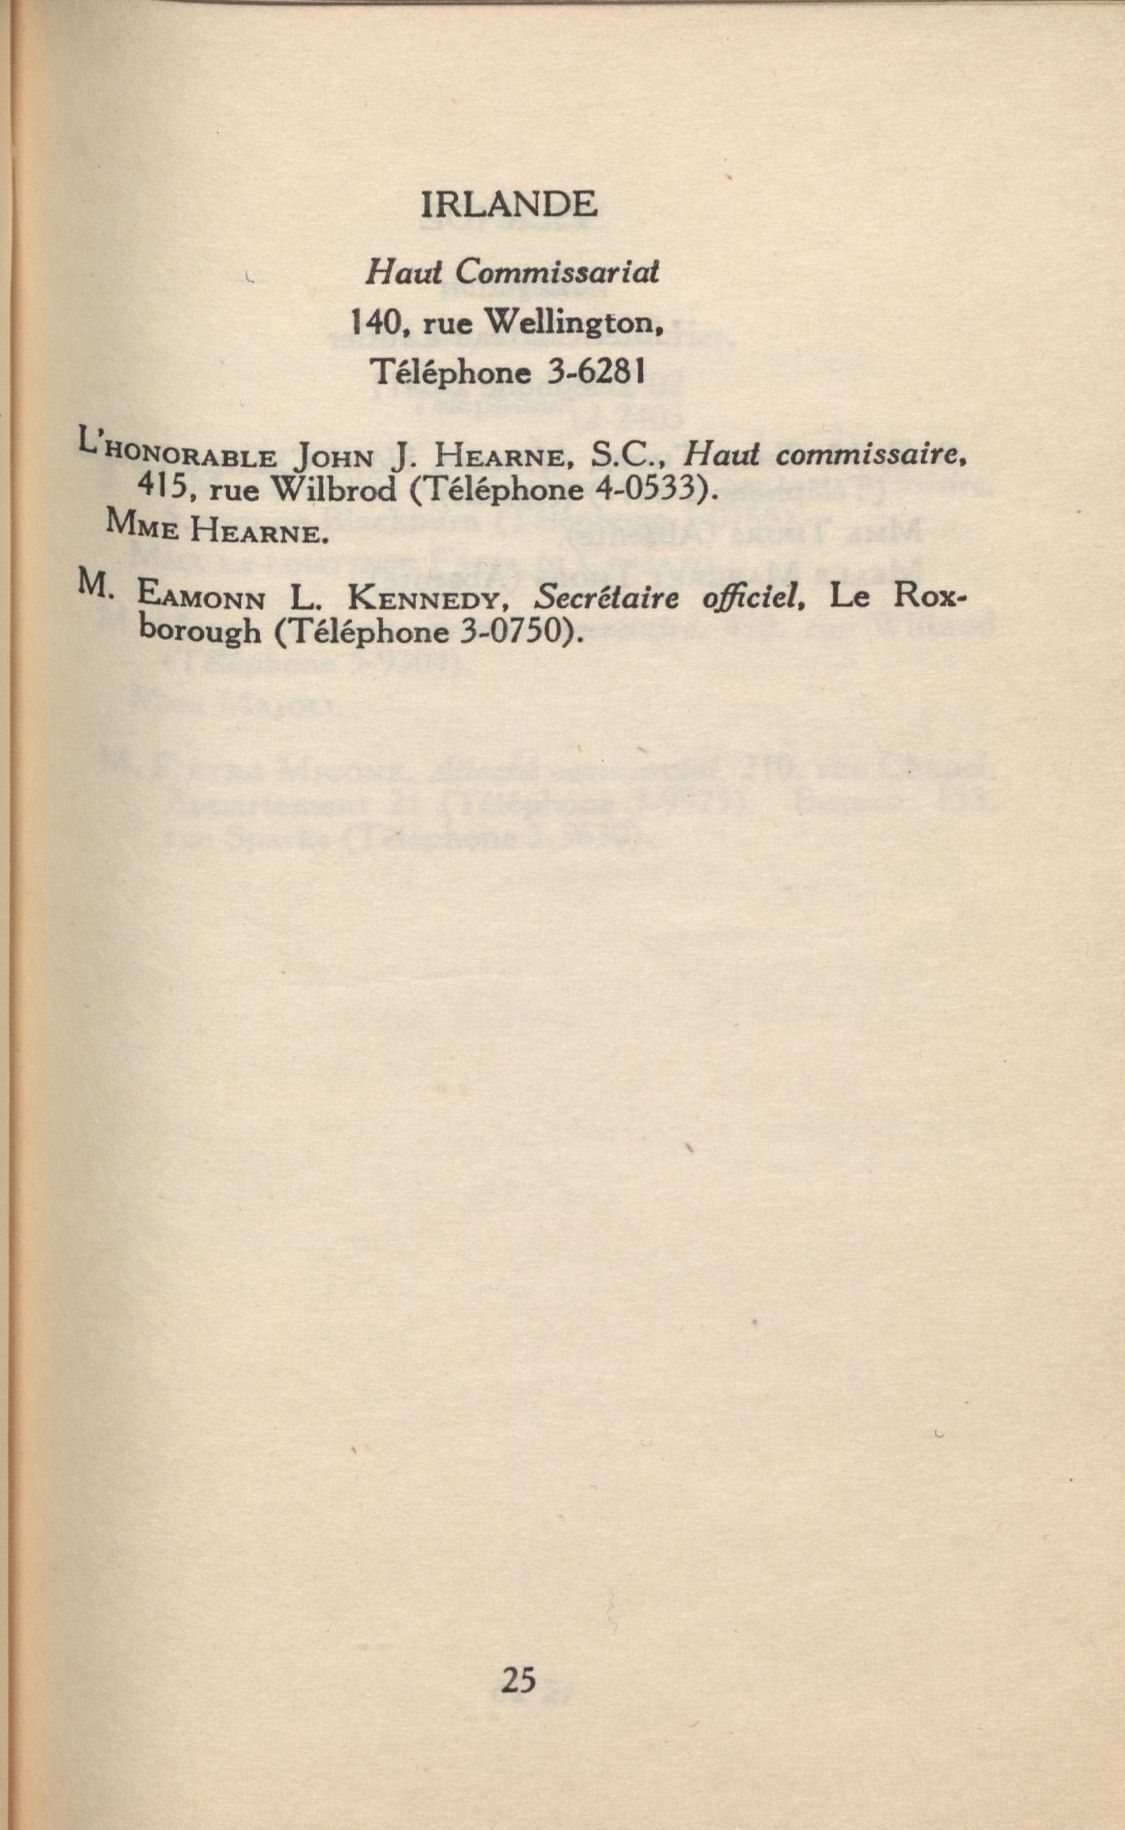 IRLANDE
Haut Commissariat
140, rue Wellington,
Téléphone 3-6281
L'HONORABLE JOHN J. HEARNE, S.C., Haut commissaire,
415, rue Wilbrod (Téléphone 4-0533).
MME HEARNE.
M. EAMONN L. KENNEDY, Secrétaire officiel, Le Rox-
borough (Téléphone 3-0750).
25